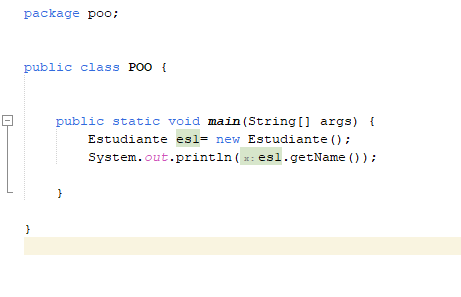 package poo;
public class POO {
public static void main(String[] args) {
Estudiante es1= new Estudiante();
System.out.println(x: es1.getName());
}
}